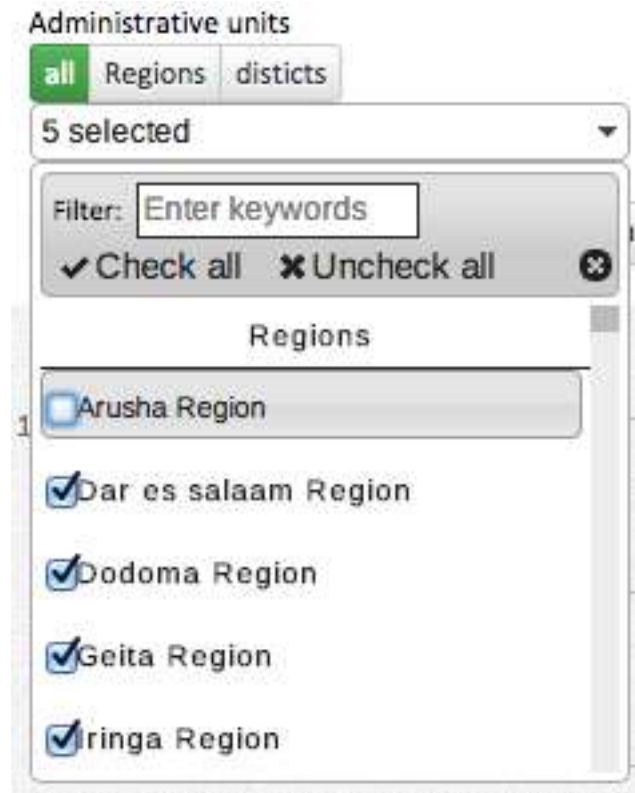 Administrative units
all Regions disticts
5 selected
Filter: Enter keywords
Check all Uncheck all
Regions
Arusha Region
1
Dar es salaam Region
Dodoma Region
Geita Region
Iringa Region